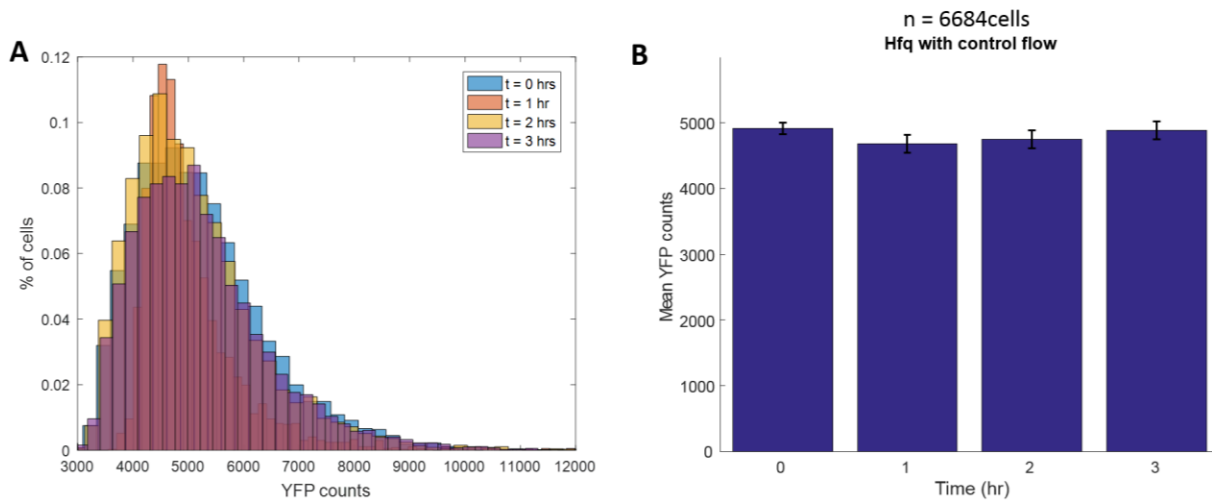 A
0.12
0.1
0.08
0.06
0.04
0.02
0
% of cells
3000 4000 5000 6000 7000 8000 9000 10000 11000 12000
YFP counts
t = 0 hrs
t = 1 hr
t = 2 hrs
t = 3 hrs
B
n = 6684cells
Hfq with control flow
5000
4000
3000
2000
1000
0
Mean YFP counts
0 1 2 3
Time (hr)